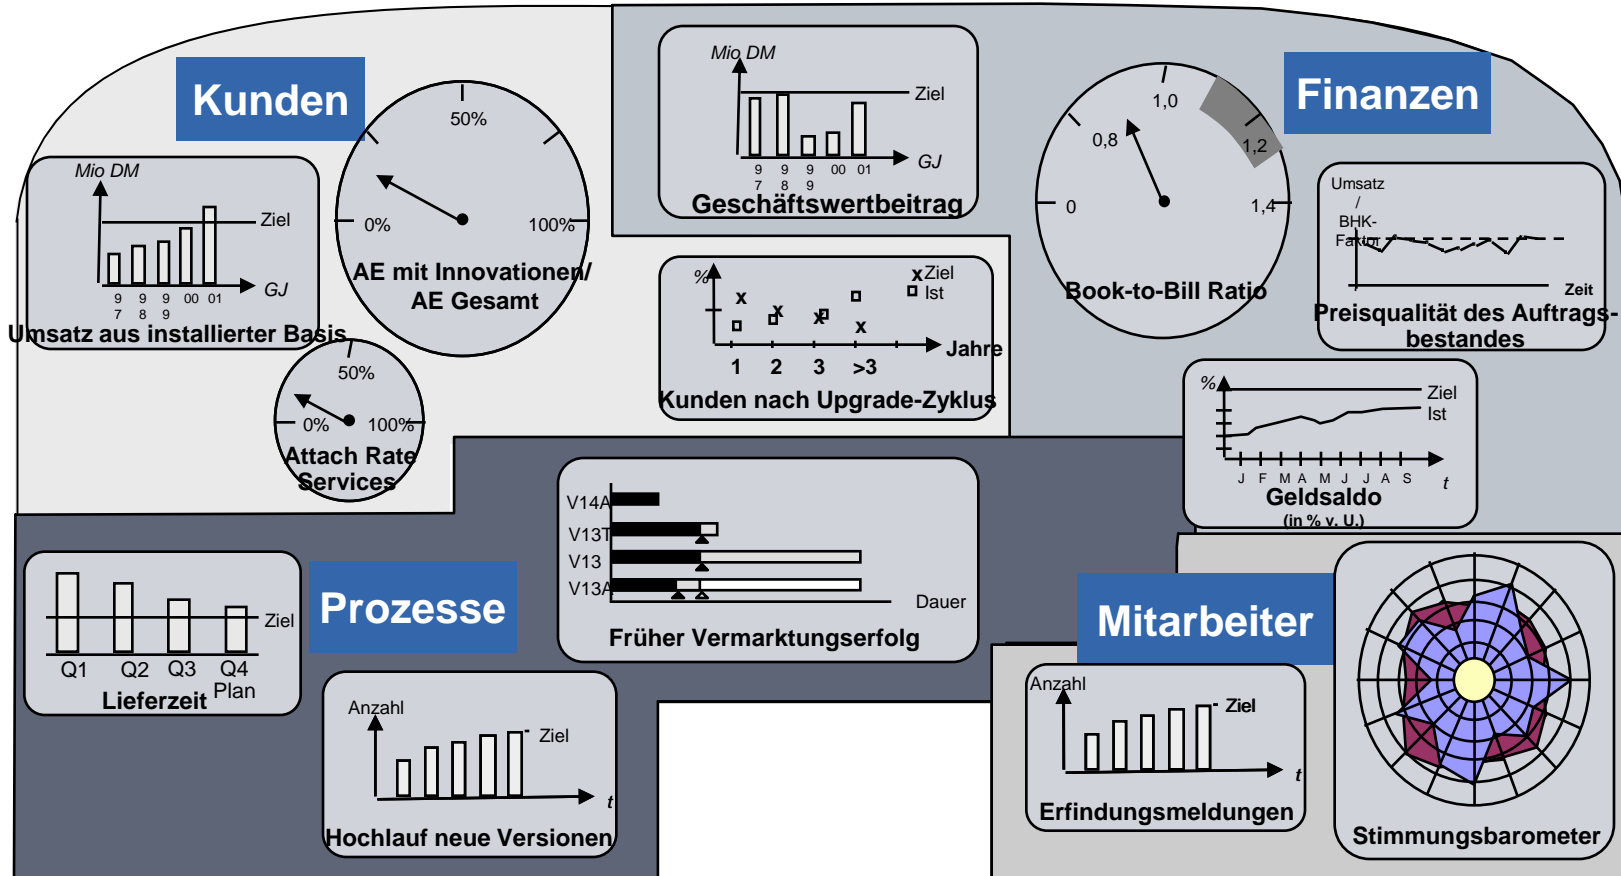 Kunden
Mio DM
Ziel
GJ
9 7
9 8
9 9
00
01
Umsatz aus installierter Basis
50%
0%
100%
AE mit Innovationen/
AE Gesamt
50%
0%
100%
Attach Rate
Services
Mio DM
Ziel
GJ
9 7
9 8
9 9
00
01
Geschäftswertbeitrag
%
x Ziel
Ist
x
x
x
x
Jahre
1
2
3
>3
Kunden nach Upgrade-Zyklus
Finanzen
0
0,8
1,0
1,2
1,4
Book-to-Bill Ratio
Umsatz
/
BHK-
Faktor
Zeit
Preisqualität des Auftrags-
bestandes
%
Ziel
Ist
J F M A M J J A S
t
Geldsaldo
(in % v. U.)
Prozesse
Ziel
Q1
Q2
Q3
Q4
Plan
Lieferzeit
V14A
V13T
V13
V13A
Dauer
Früher Vermarktungserfolg
Anzahl
- Ziel
t
Hochlauf neue Versionen
Mitarbeiter
Anzahl
- Ziel
t
Erfindungsmeldungen
Stimmungsbarometer